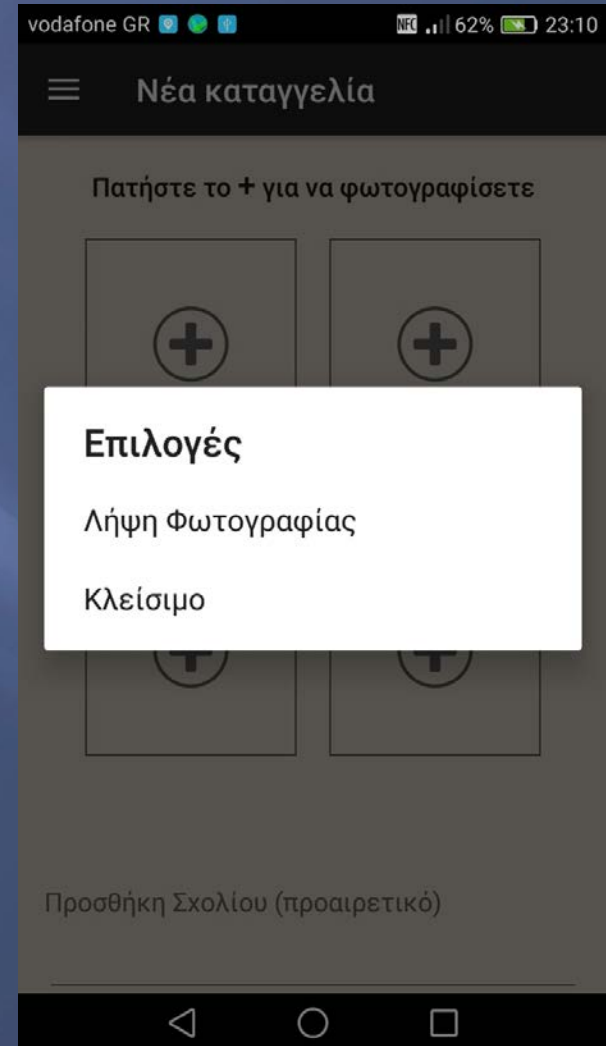 vodafone GR NFC 62% 23:10
Νέα καταγγελία
Πατήστε το + για να φωτογραφίσετε
Επιλογές
Λήψη Φωτογραφίας
Κλείσιμο
Προσθήκη Σχολίου (προαιρετικό)